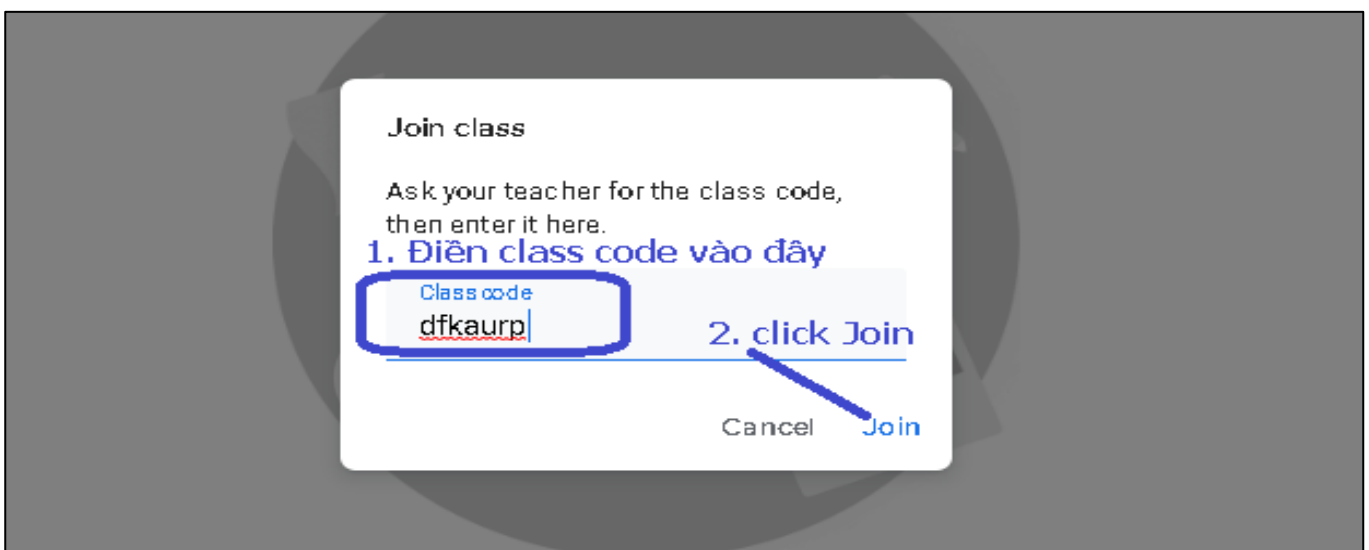 Join class
Ask your teacher for the class code,
then enter it here.
1. Điền class code vào đây
Class code
dfkaurp
2. click Join
Cancel Join